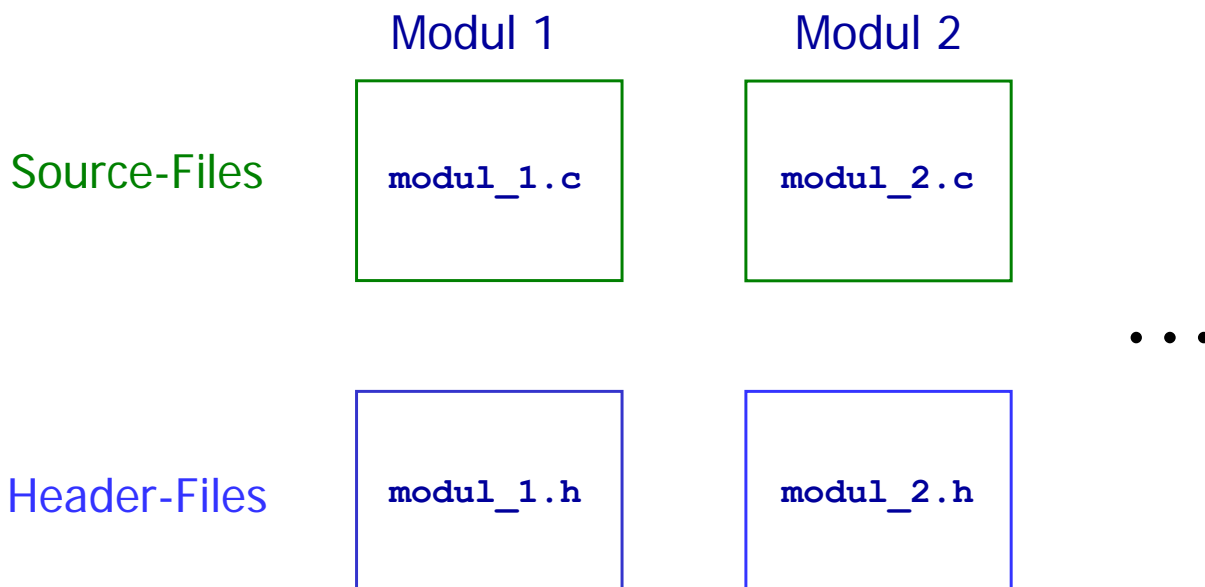 Modul 1 Modul 2
Source-Files modul_1.c modul_2.c
. . .
Header-Files modul_1.h modul_2.h